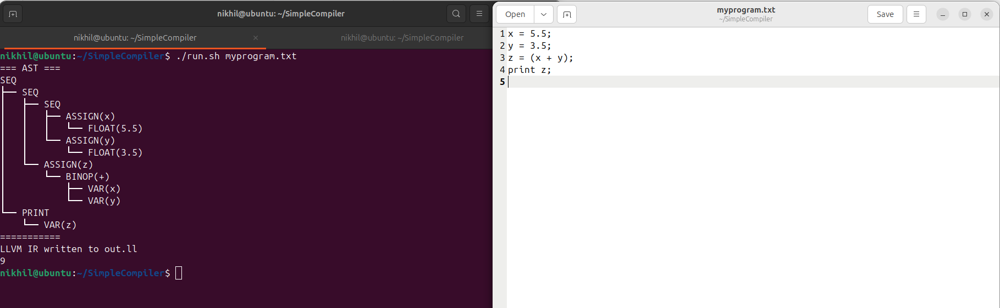 nikhil@ubuntu: ~/SimpleCompiler
nikhil@ubuntu: ~/SimpleCompiler × nikhil@ubuntu: ~/SimpleCompiler
nikhil@ubuntu:~/SimpleCompiler$ ./run.sh myprogram.txt
=== AST ===
SEQ
├── SEQ
│   ├── SEQ
│   │   ├── ASSIGN(x)
│   │   │   └── FLOAT(5.5)
│   │   └── ASSIGN(y)
│   │       └── FLOAT(3.5)
│   └── ASSIGN(z)
│       └── BINOP(+)
│           ├── VAR(x)
│           └── VAR(y)
└── PRINT
    └── VAR(z)
===========
LLVM IR written to out.ll
9
nikhil@ubuntu:~/SimpleCompiler$
Open myprogram.txt Save
~/SimpleCompiler
1 x = 5.5;
2 y = 3.5;
3 z = (x + y);
4 print z;
5